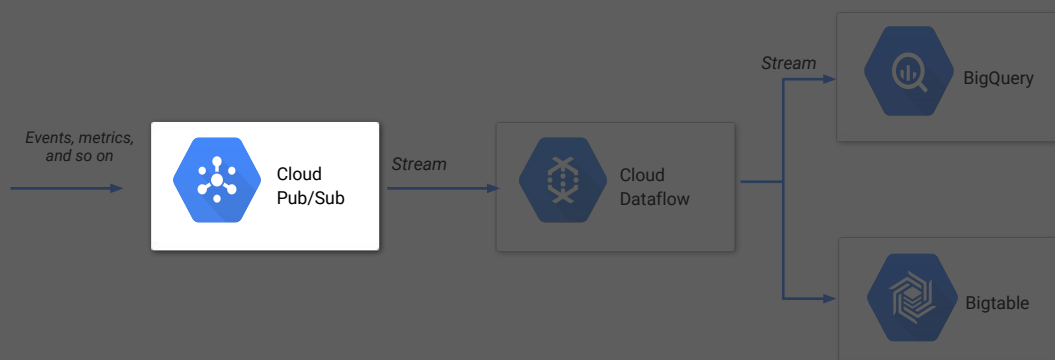 Events, metrics,
and so on
Cloud
Pub/Sub
Stream
Cloud
Dataflow
Stream
BigQuery
Bigtable